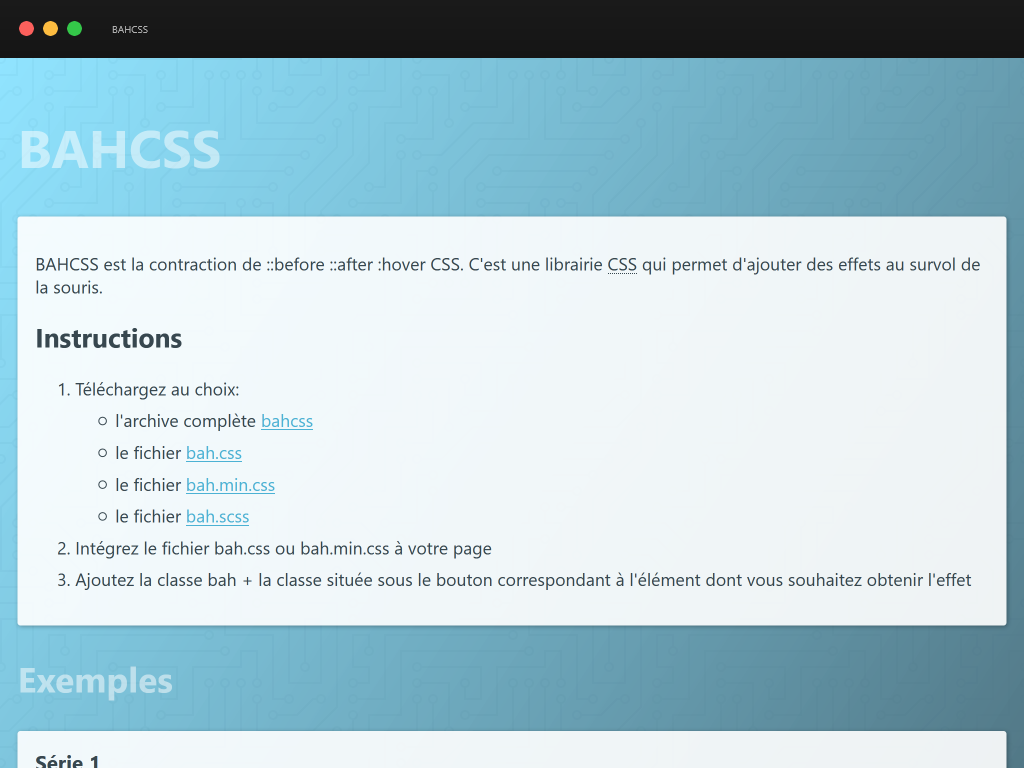 BAHCSS
BAHCSS
BAHCSS est la contraction de ::before ::after :hover CSS. C'est une librairie CSS qui permet d'ajouter des effets au survol de
la souris.
Instructions
1. Téléchargez au choix:
l'archive complète bahcss
le fichier bah.css
le fichier bah.min.css
le fichier bah.scss
2. Intégrez le fichier bah.css ou bah.min.css à votre page
3. Ajoutez la classe bah + la classe située sous le bouton correspondant à l'élément dont vous souhaitez obtenir l'effet
Exemples
Série 1